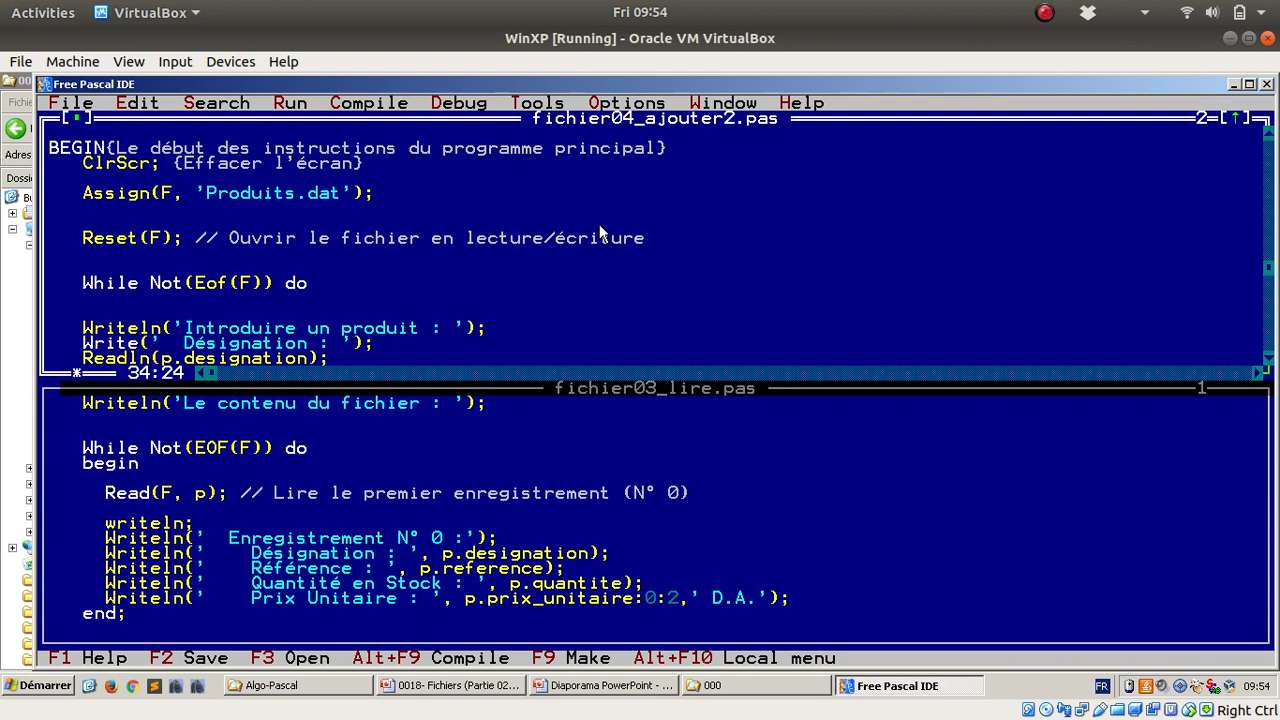 Activities VirtualBox Fri 09:54
WinXP [Running] - Oracle VM VirtualBox
File Machine View Input Devices Help
Free Pascal IDE
File Edit Search Run Compile Debug Tools Options Window Help
fichier04_ajouter2.pas 2=[↑]
BEGIN{Le début des instructions du programme principal}
ClrScr; {Effacer l'écran}
Assign(F, 'Produits.dat');
Reset(F); // Ouvrir le fichier en lecture/écriture
While Not(Eof(F)) do
Writeln('Introduire un produit : ');
Write('  Désignation : ');
Readln(p.designation);
* 34:24
fichier03_lire.pas 1
Writeln('Le contenu du fichier : ');
While Not(EOF(F)) do
begin
Read(F, p); // Lire le premier enregistrement (N° 0)
writeln;
Writeln('  Enregistrement N° 0 :');
Writeln('    Désignation : ', p.designation);
Writeln('    Référence : ', p.reference);
Writeln('    Quantité en Stock : ', p.quantite);
Writeln('    Prix Unitaire : ', p.prix_unitaire:0:2,' D.A.');
end;
F1 Help F2 Save F3 Open Alt+F9 Compile F9 Make Alt+F10 Local menu
Démarrer Algo-Pascal 0018- Fichiers (Partie 02... Diaporama PowerPoint - ... 000 Free Pascal IDE FR 09:54
Right Ctrl